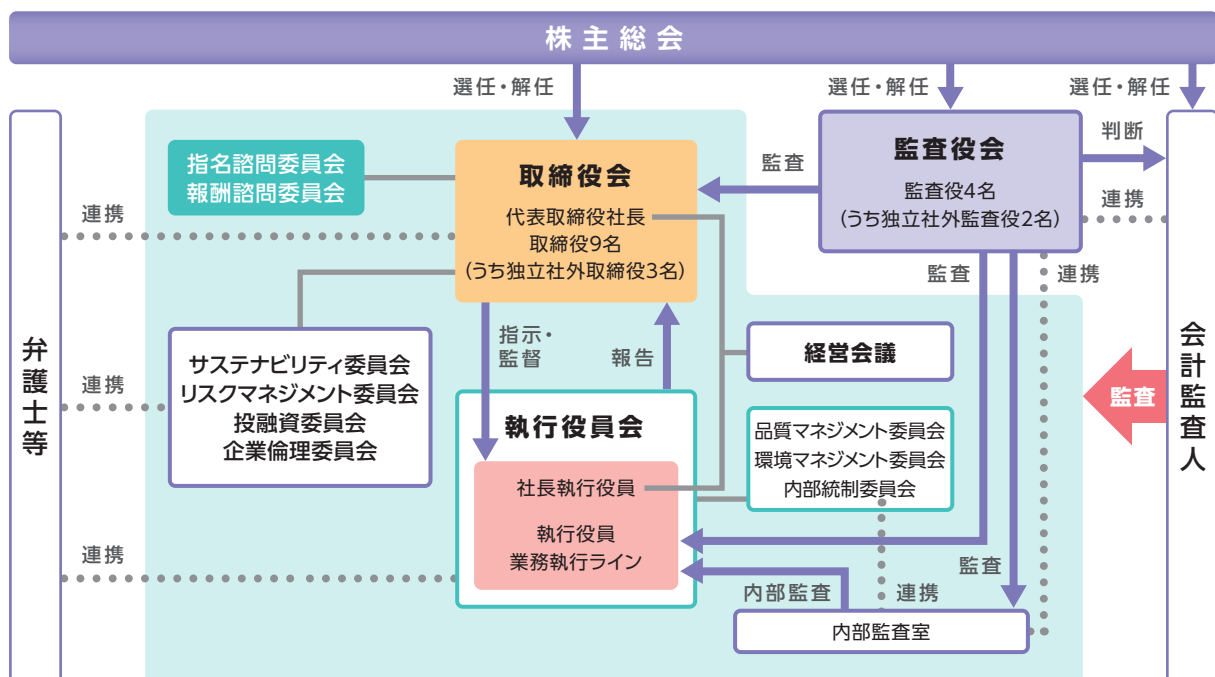 株主総会
選任・解任
選任・解任
選任・解任
指名諮問委員会
報酬諮問委員会
取締役会
代表取締役社長
取締役9名
(うち独立社外取締役3名)
監査
監査役会
監査役4名
(うち独立社外監査役2名)
判断
連携
連携
監査
連携
弁護士等
会計監査人
指示・
監督
報告
経営会議
サステナビリティ委員会
リスクマネジメント委員会
投融資委員会
企業倫理委員会
連携
監査
執行役員会
社長執行役員
執行役員
業務執行ライン
品質マネジメント委員会
環境マネジメント委員会
内部統制委員会
連携
監査
内部監査
連携
内部監査室